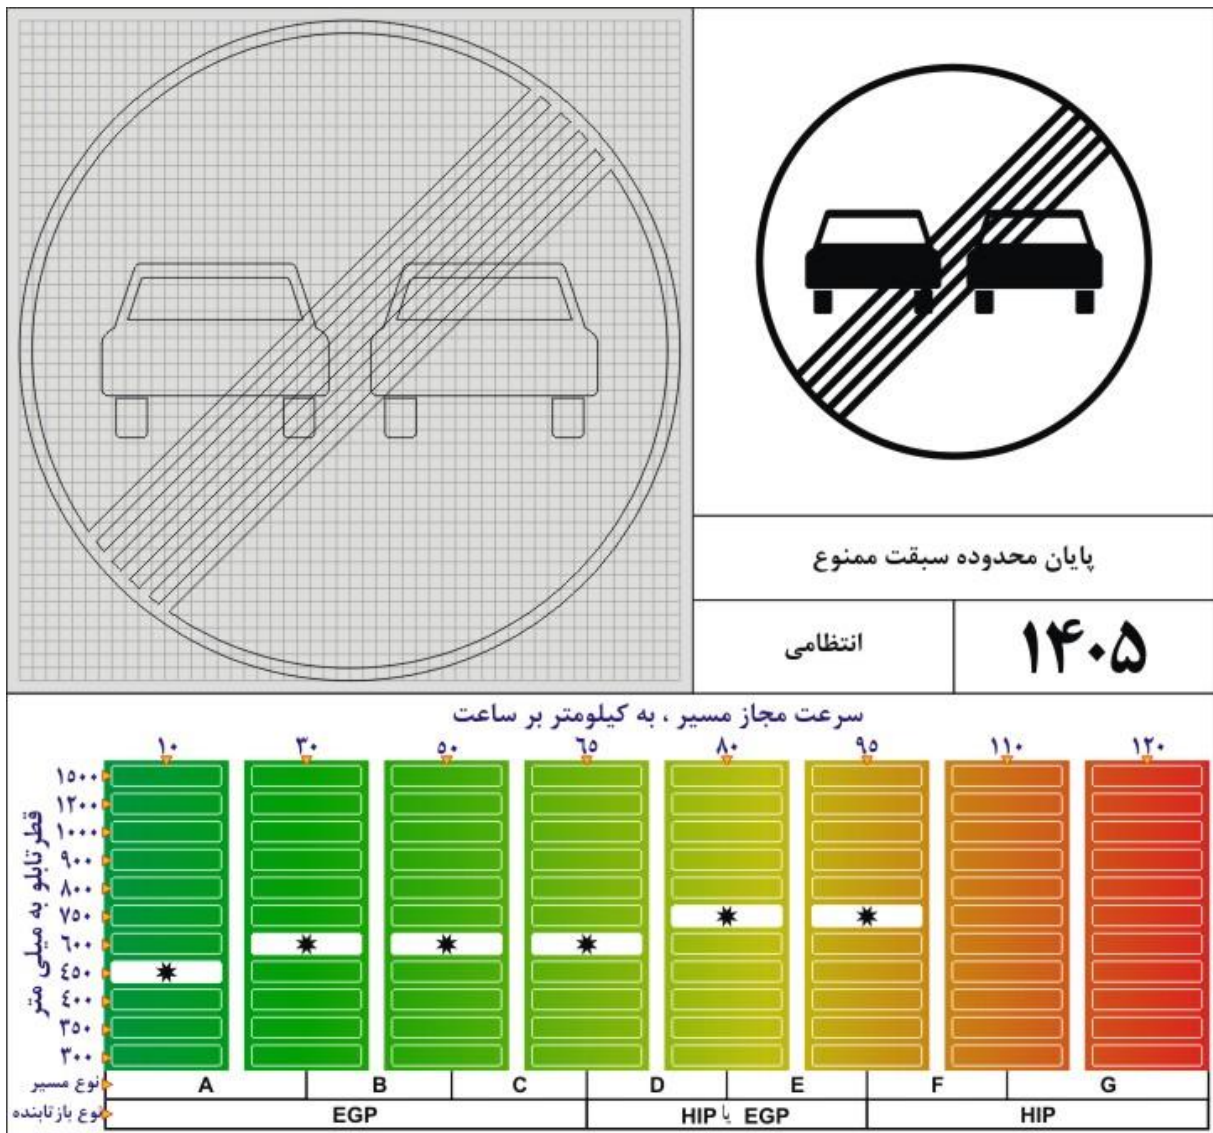 پایان محدوده سبقت ممنوع
۱۴۰۵
انتظامی
سرعت مجاز مسیر ، به کیلومتر بر ساعت
۱۰ ۳۰ ۵۰ ۶۵ ۸۰ ۹۵ ۱۱۰ ۱۲۰
قطر تابلو به میلی متر
۱۵۰۰
۱۲۰۰
۱۰۰۰
۹۰۰
۸۰۰
۷۵۰
۶۰۰
٤٥٠
٤۰۰
۳۵۰
۳۰۰
نوع مسیر A B C D E F G
نوع بازتابنده EGP HIP یا EGP HIP